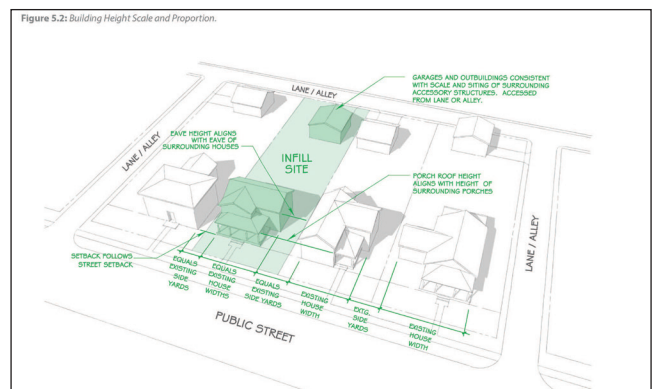 Figure 5.2: Building Height Scale and Proportion.
LANE / ALLEY
GARAGES AND OUTBUILDINGS CONSISTENT
WITH SCALE AND SITING OF SURROUNDING
ACCESSORY STRUCTURES. ACCESSED
FROM LANE OR ALLEY.
LANE / ALLEY
EAVE HEIGHT ALIGNS
WITH EAVE OF
SURROUNDING HOUSES
INFILL
SITE
PORCH ROOF HEIGHT
ALIGNS WITH HEIGHT OF
SURROUNDING PORCHES
LANE / ALLEY
SETBACK FOLLOWS
STREET SETBACK
EQUALS
EXISTING
SIDE
YARDS
EQUALS
EXISTING
HOUSE
WIDTHS
EQUALS
EXISTING
SIDE YARDS
EXISTING
HOUSE
WIDTH
EXTG.
SIDE
YARDS
EXISTING
HOUSE
WIDTH
PUBLIC STREET